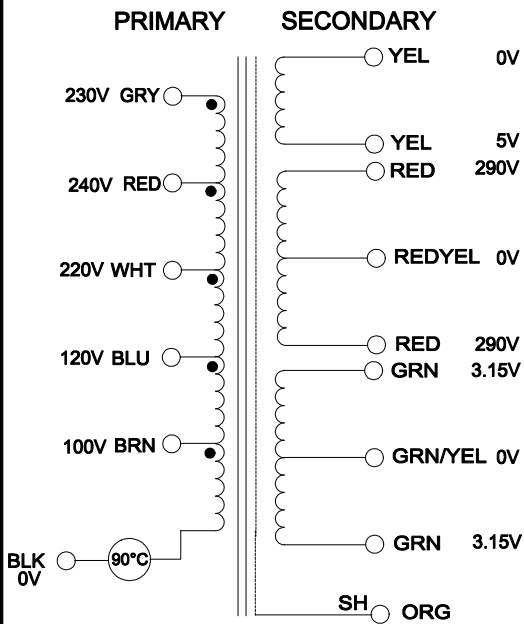 PRIMARY SECONDARY
YEL 0V
230V GRY
YEL 5V
RED 290V
240V RED
REDYEL 0V
220V WHT
RED 290V
120V BLU
GRN 3.15V
100V BRN
GRN/YEL 0V
GRN 3.15V
BLK 90°C
0V
SH ORG